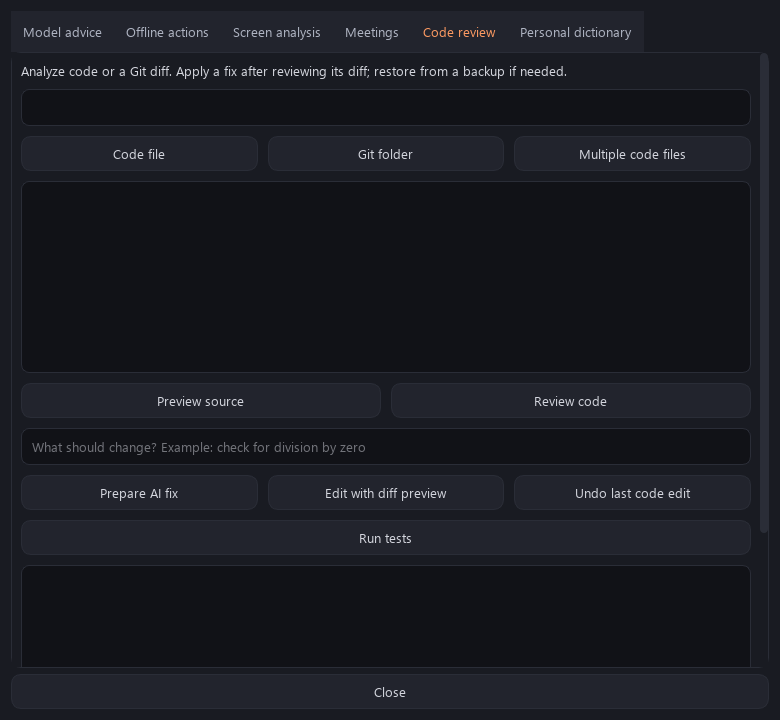 Model advice Offline actions Screen analysis Meetings Code review Personal dictionary
Analyze code or a Git diff. Apply a fix after reviewing its diff; restore from a backup if needed.
Code file Git folder Multiple code files
Preview source Review code
What should change? Example: check for division by zero
Prepare AI fix Edit with diff preview Undo last code edit
Run tests
Close